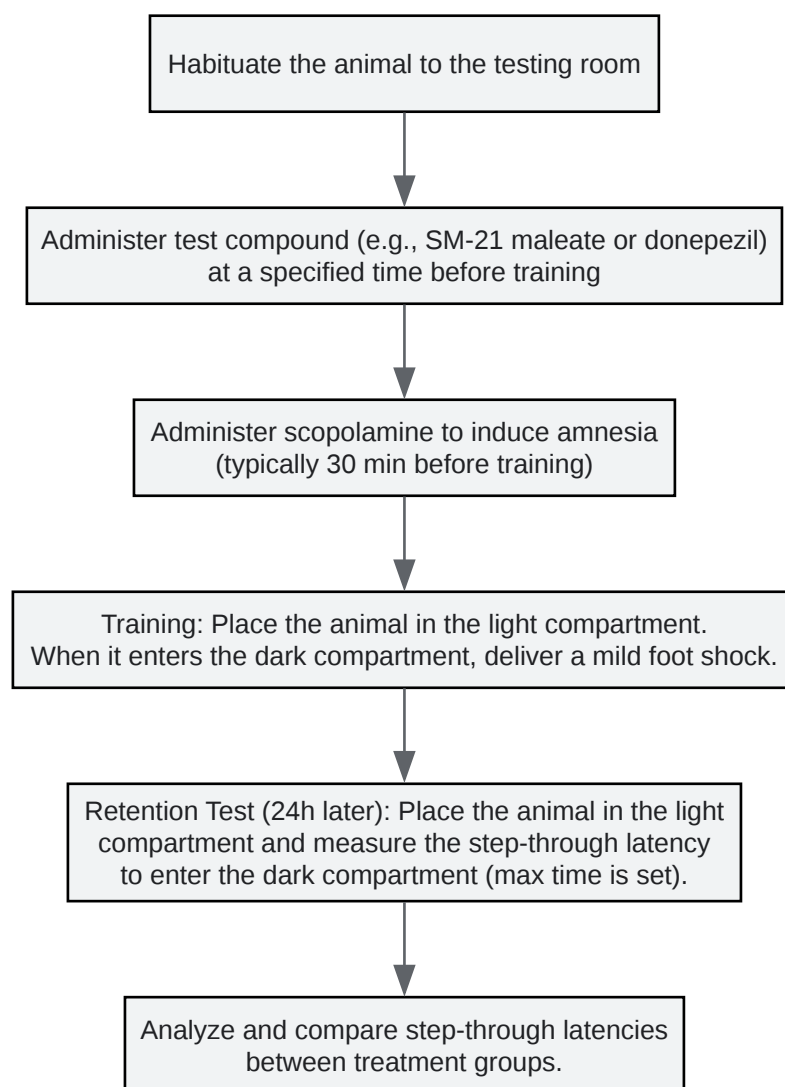 Habituate the animal to the testing room
Administer test compound (e.g., SM-21 maleate or donepezil)
at a specified time before training
Administer scopolamine to induce amnesia
(typically 30 min before training)
Training: Place the animal in the light compartment.
When it enters the dark compartment, deliver a mild foot shock.
Retention Test (24h later): Place the animal in the light
compartment and measure the step-through latency
to enter the dark compartment (max time is set).
Analyze and compare step-through latencies
between treatment groups.